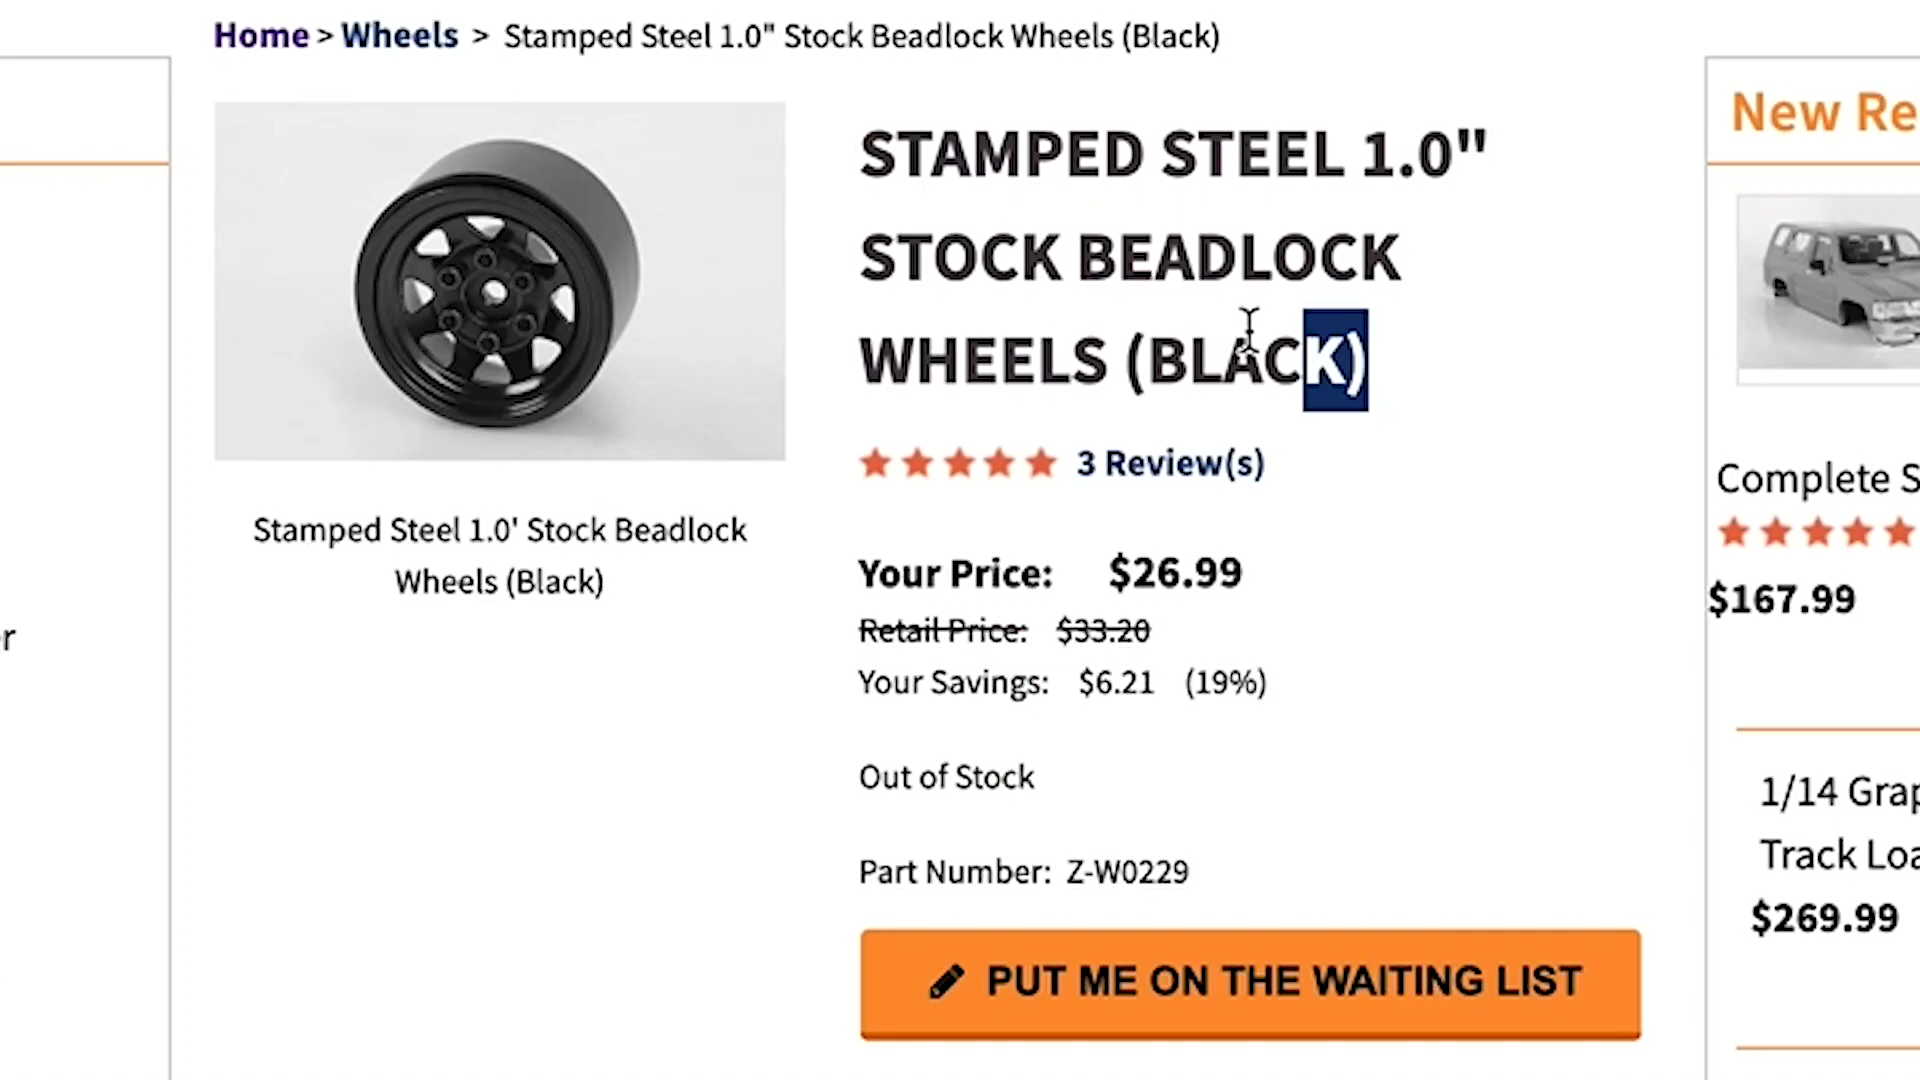 Home > Wheels > Stamped Steel 1.0" Stock Beadlock Wheels (Black)
STAMPED STEEL 1.0"
STOCK BEADLOCK
WHEELS (BLACK)
3 Review(s)
Stamped Steel 1.0' Stock Beadlock
Wheels (Black)
Your Price: $26.99
Retail Price: $33.20
Your Savings: $6.21 (19%)
Out of Stock
Part Number: Z-W0229
PUT ME ON THE WAITING LIST
New Re
Complete S
$167.99
1/14 Grap
Track Loa
$269.99
r